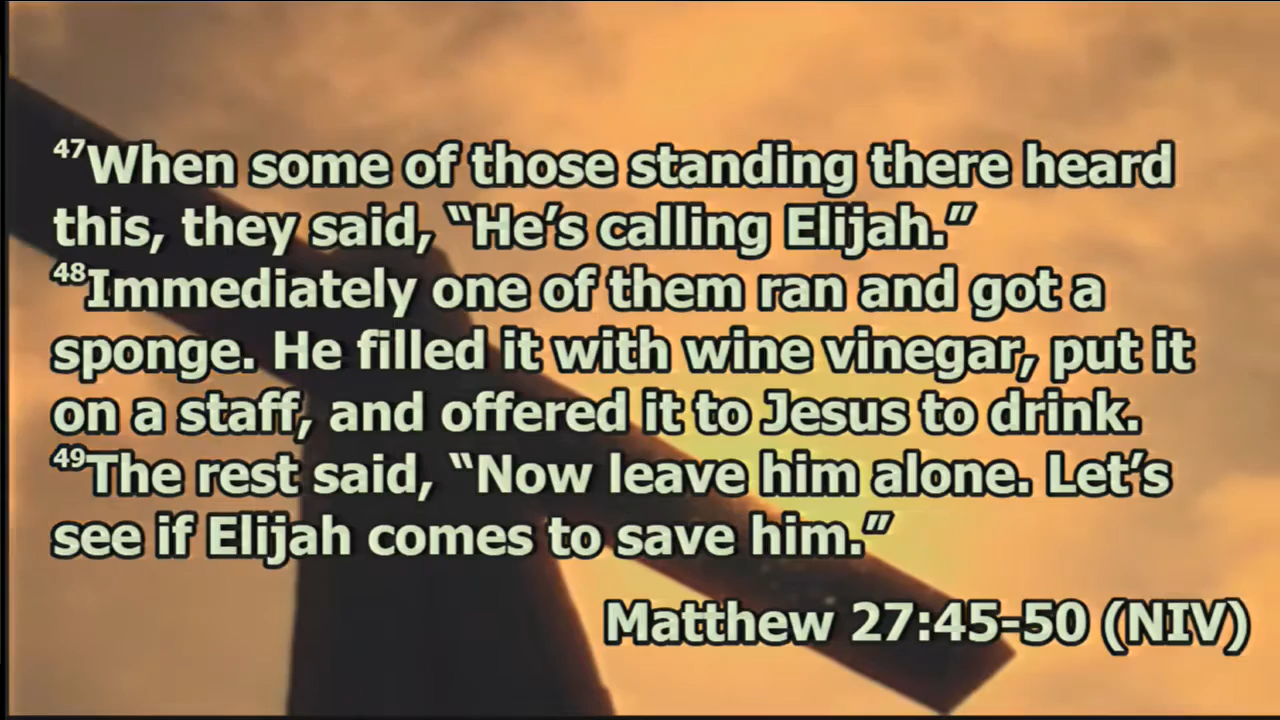 ⁴⁷When some of those standing there heard
this, they said, “He’s calling Elijah.”
⁴⁸Immediately one of them ran and got a
sponge. He filled it with wine vinegar, put it
on a staff, and offered it to Jesus to drink.
⁴⁹The rest said, “Now leave him alone. Let’s
see if Elijah comes to save him.”
Matthew 27:45-50 (NIV)